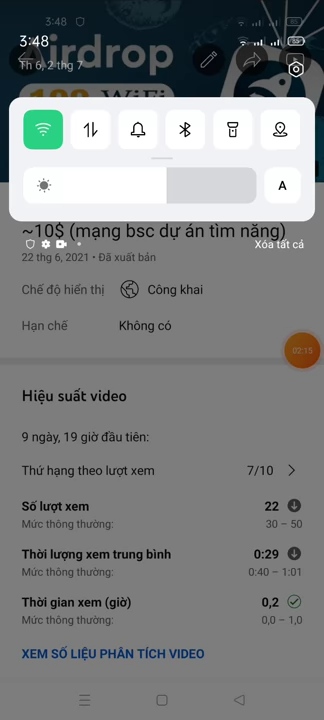 3:48
3:48
Airdrop
Th 6, 2 thg 7
100 WiFi
A
~10$ (mạng bsc dự án tìm năng)
22 thg 6, 2021 • Đã xuất bản
Xóa tất cả
Chế độ hiển thị Công khai
Hạn chế Không có
02:15
Hiệu suất video
9 ngày, 19 giờ đầu tiên:
Thứ hạng theo lượt xem 7/10
Số lượt xem 22
Mức thông thường: 30 – 50
Thời lượng xem trung bình 0:29
Mức thông thường: 0:40 – 1:01
Thời gian xem (giờ) 0,2
Mức thông thường: 0,0 – 1,0
XEM SỐ LIỆU PHÂN TÍCH VIDEO